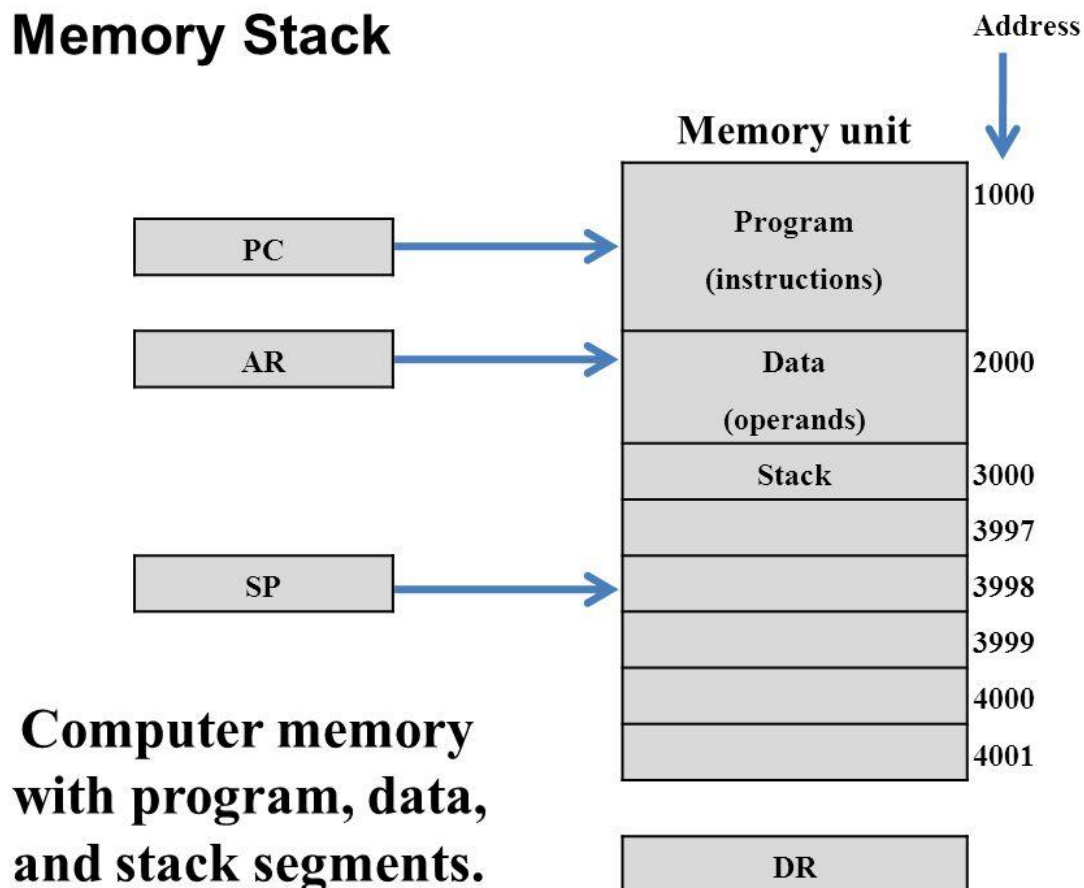 Memory Stack
Address
Memory unit
1000
Program
PC
(instructions)
AR
Data
2000
(operands)
Stack
3000
3997
SP
3998
3999
4000
4001
Computer memory
with program, data,
and stack segments.
DR